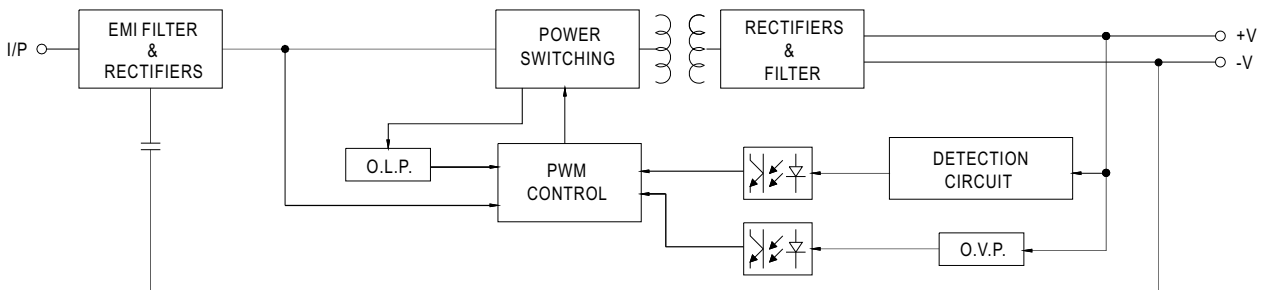 I/P
EMI FILTER
&
RECTIFIERS
POWER
SWITCHING
RECTIFIERS
&
FILTER
+V
-V
O.L.P.
PWM
CONTROL
DETECTION
CIRCUIT
O.V.P.